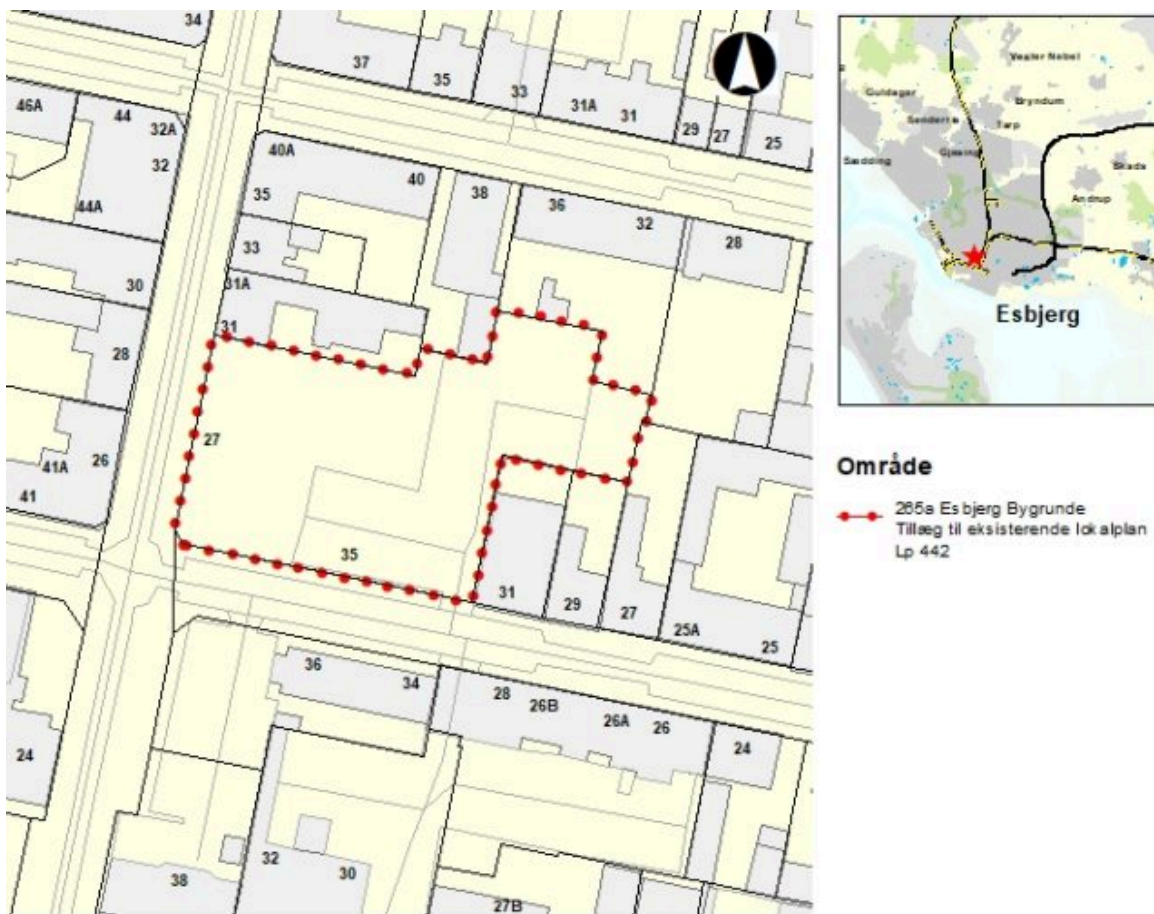 34
37
35
33
31A
31
29
27
25
46A
44
32A
32
44A
40A
40
35
38
36
32
28
33
31A
31
30
28
27
26
41A
41
35
31
29
27
25A
25
36
34
28
26B
26A
26
24
24
32
30
38
27B
Vester Nebel
Guldager
Bryndum
Tarp
Gjesing
Sædding
Skads
Andrup
Esbjerg
Område
265a Esbjerg Bygrunde
Tillæg til eksisterende lokalplan
Lp 442